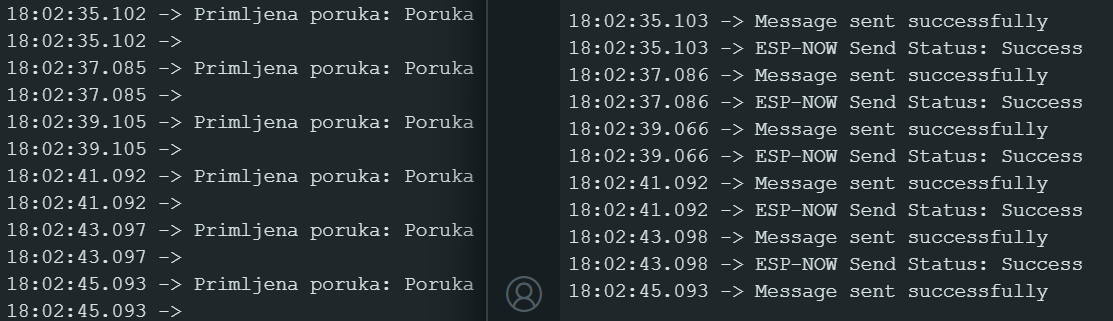 18:02:35.102 -> Primljena poruka: Poruka
18:02:35.102 ->
18:02:37.085 -> Primljena poruka: Poruka
18:02:37.085 ->
18:02:39.105 -> Primljena poruka: Poruka
18:02:39.105 ->
18:02:41.092 -> Primljena poruka: Poruka
18:02:41.092 ->
18:02:43.097 -> Primljena poruka: Poruka
18:02:43.097 ->
18:02:45.093 -> Primljena poruka: Poruka
18:02:45.093 ->
18:02:35.103 -> Message sent successfully
18:02:35.103 -> ESP-NOW Send Status: Success
18:02:37.086 -> Message sent successfully
18:02:37.086 -> ESP-NOW Send Status: Success
18:02:39.066 -> Message sent successfully
18:02:39.066 -> ESP-NOW Send Status: Success
18:02:41.092 -> Message sent successfully
18:02:41.092 -> ESP-NOW Send Status: Success
18:02:43.098 -> Message sent successfully
18:02:43.098 -> ESP-NOW Send Status: Success
18:02:45.093 -> Message sent successfully